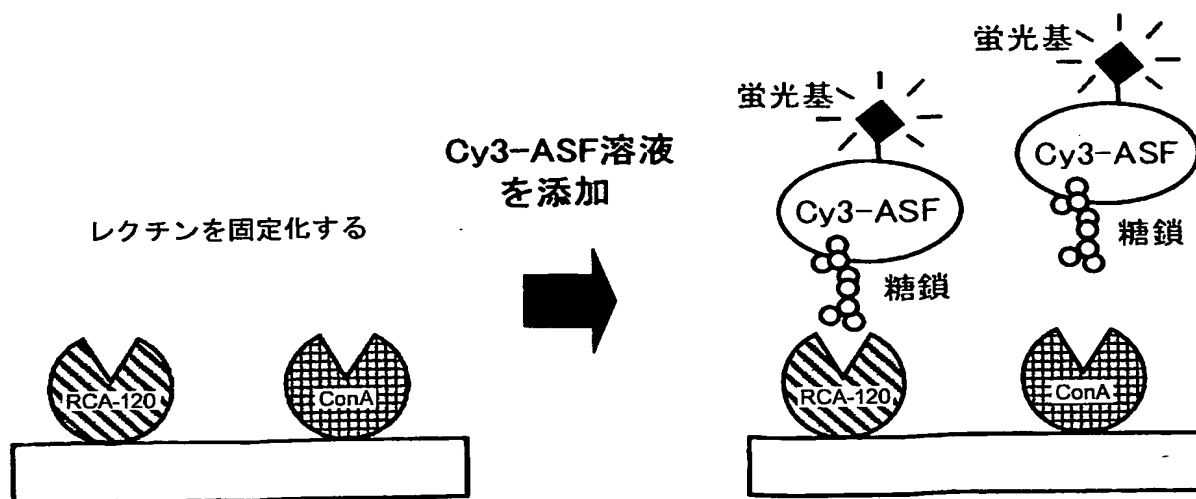 レクチンを固定化する
RCA-120
ConA
Cy3-ASF溶液
を添加
蛍光基
Cy3-ASF
糖鎖
RCA-120
蛍光基
Cy3-ASF
糖鎖
ConA